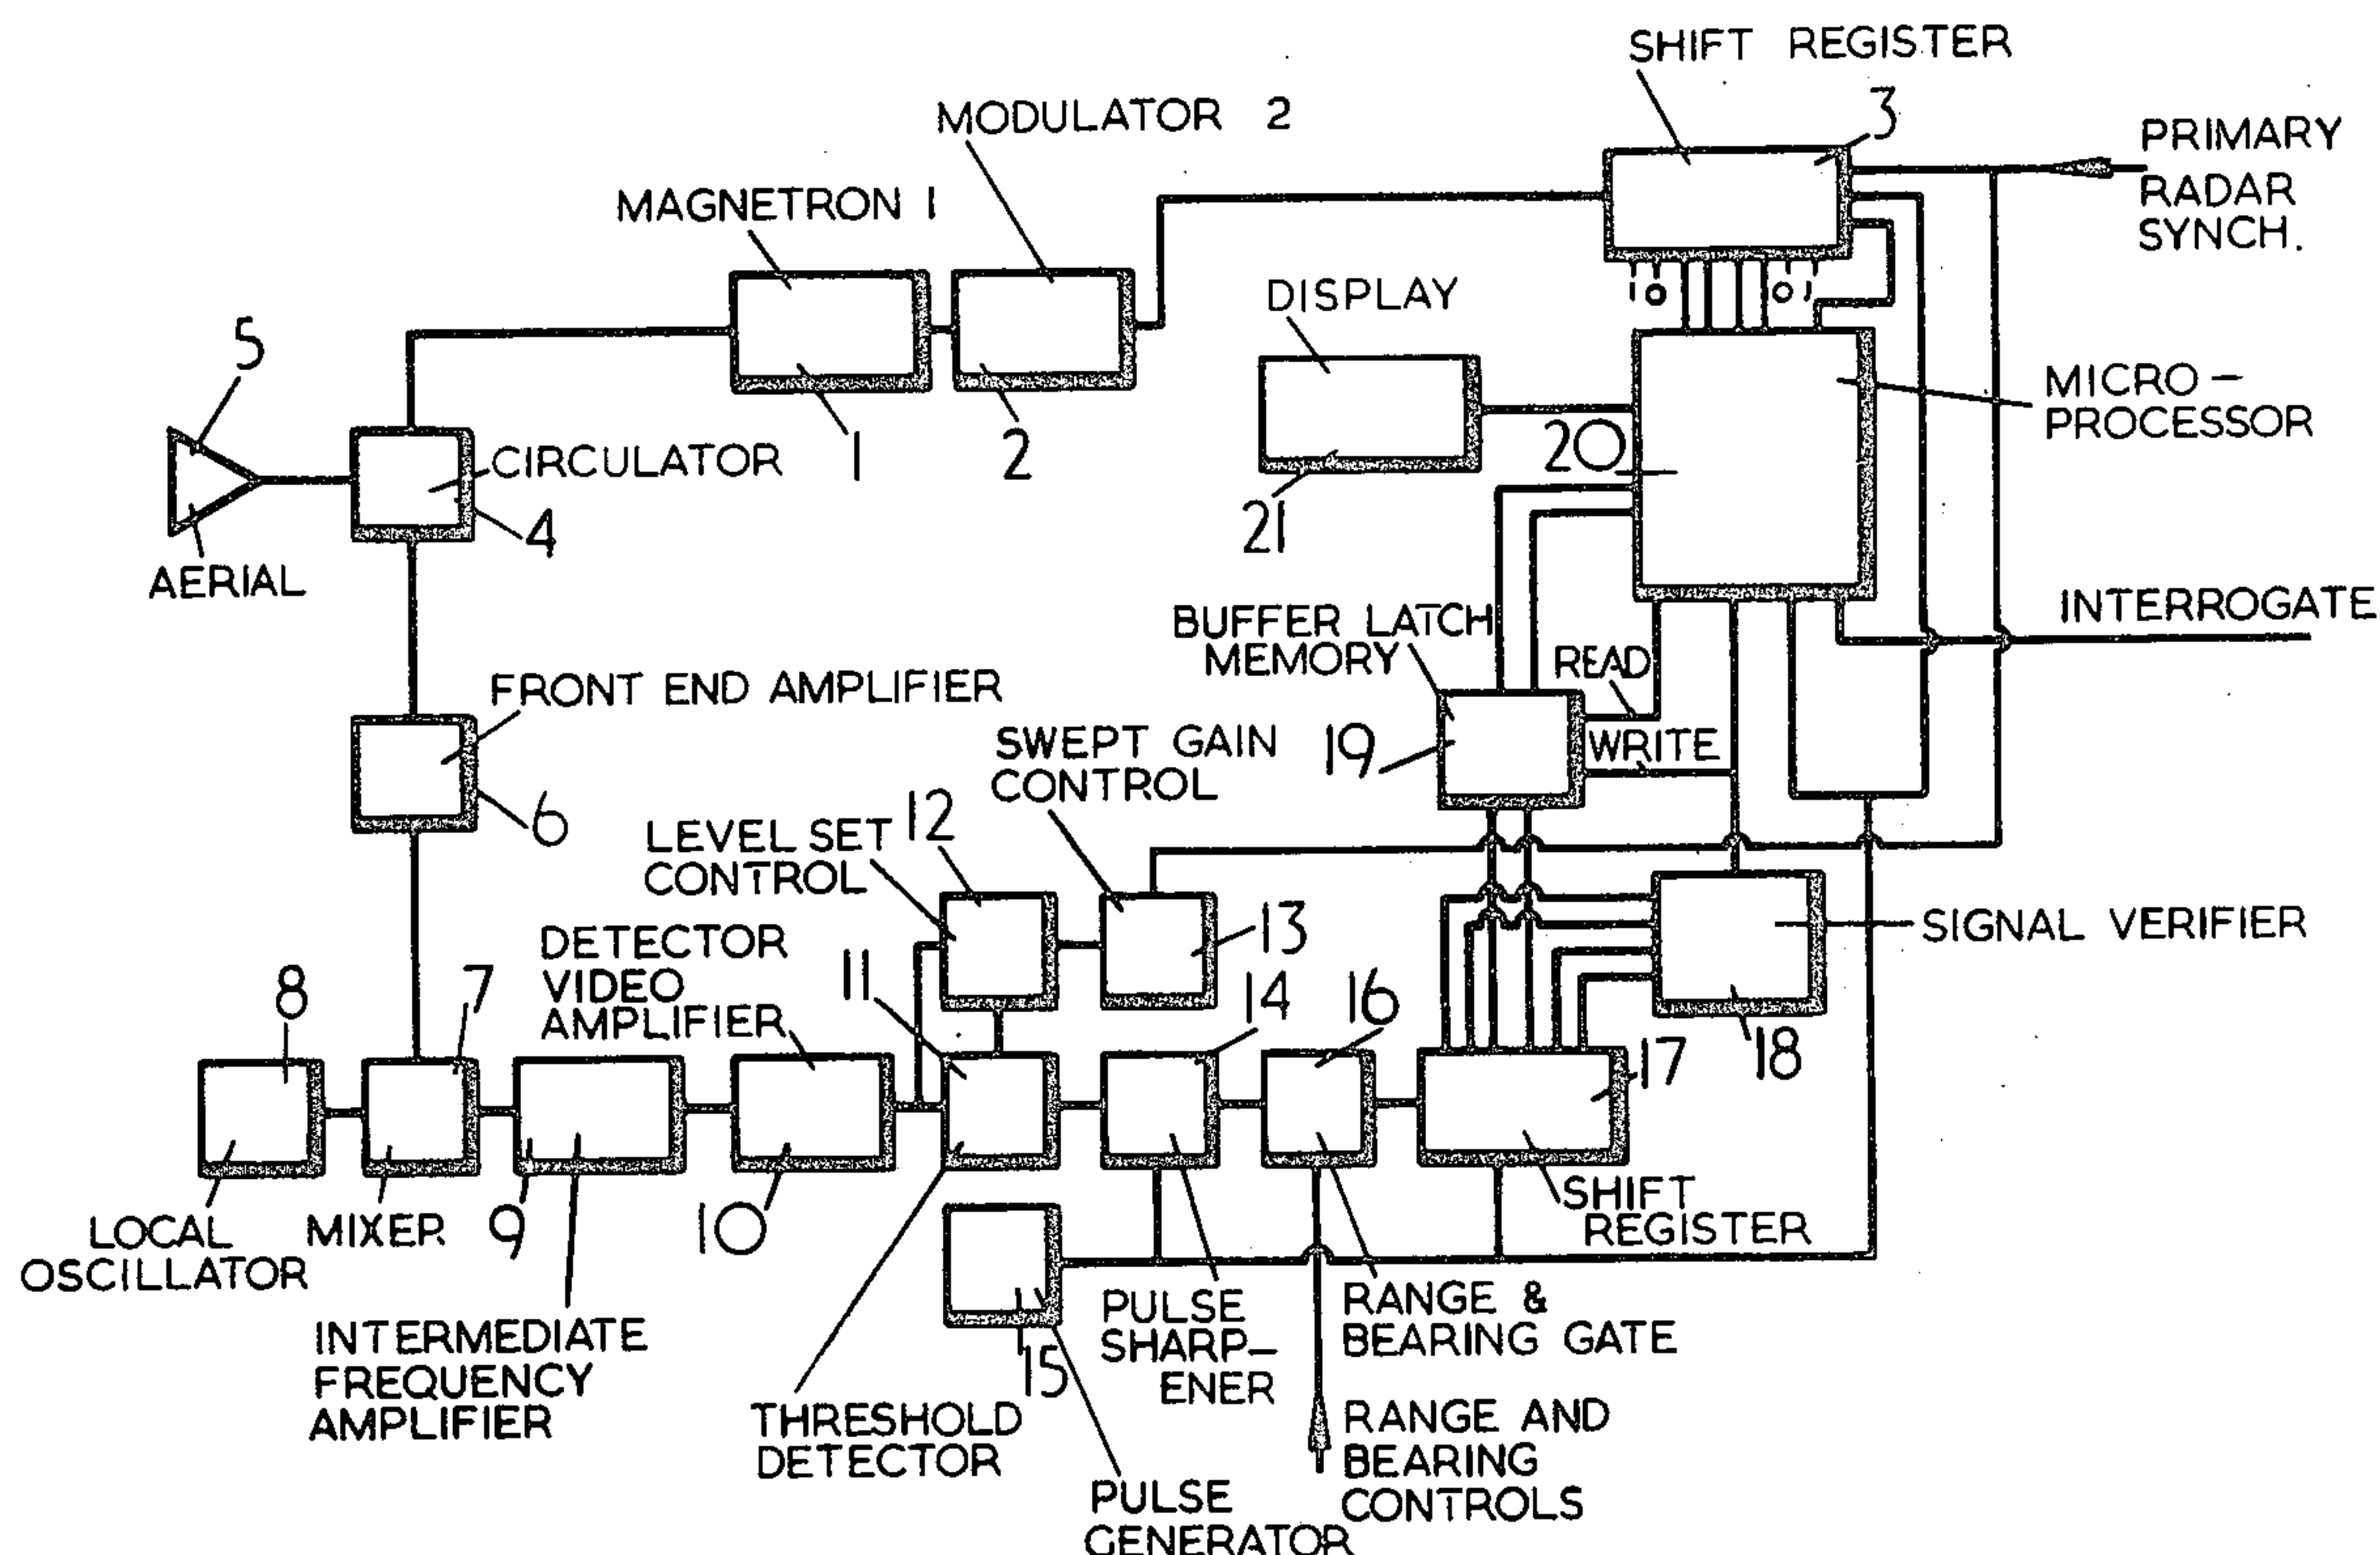 SHIFT REGISTER
3
PRIMARY
RADAR
SYNCH.
MODULATOR 2
MAGNETRON 1
1 0
0 1
DISPLAY
5
MICRO-
PROCESSOR
1
2
20
CIRCULATOR
4
21
AERIAL
INTERROGATE
BUFFER LATCH
MEMORY
READ
FRONT END AMPLIFIER
SWEPT GAIN
CONTROL
19
WRITE
6
LEVEL SET
CONTROL
12
13
SIGNAL VERIFIER
DETECTOR
VIDEO
AMPLIFIER
11
14
16
8
7
17
18
LOCAL
OSCILLATOR
MIXER
9
10
SHIFT
REGISTER
INTERMEDIATE
FREQUENCY
AMPLIFIER
15
PULSE
SHARP-
ENER
RANGE &
BEARING GATE
THRESHOLD
DETECTOR
RANGE AND
BEARING
CONTROLS
PULSE
GENERATOR